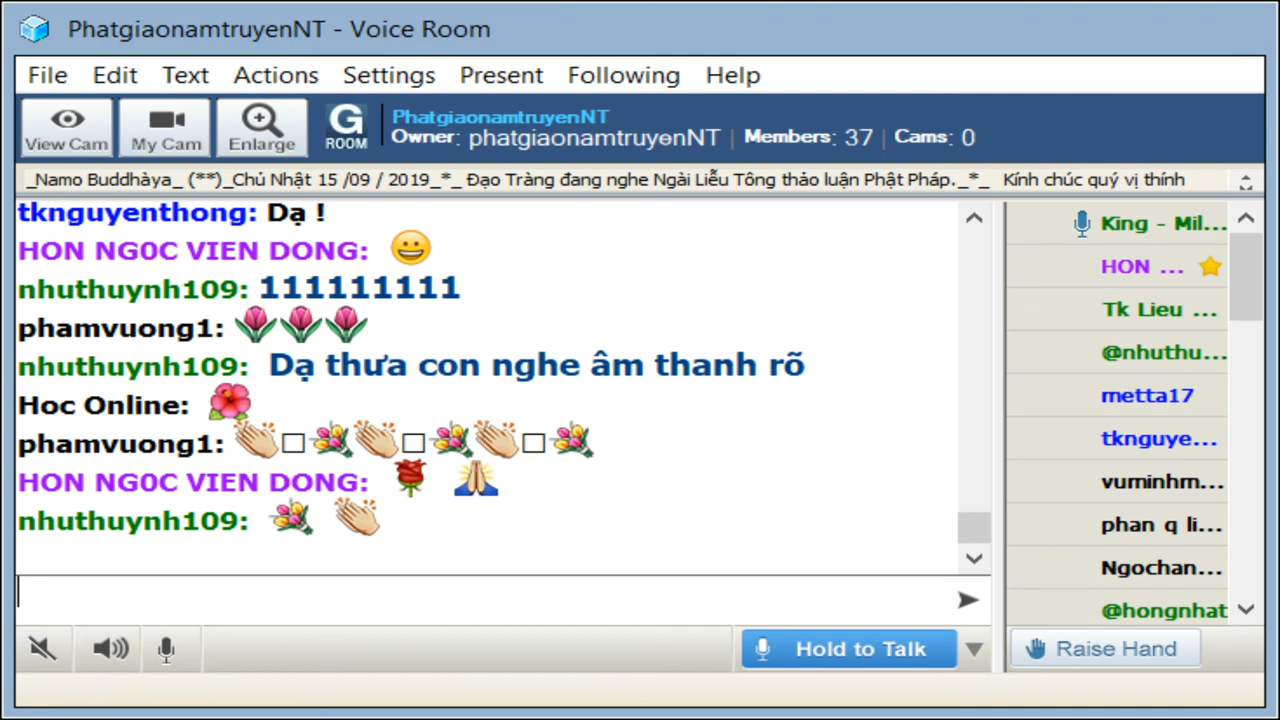 PhatgiaonamtruyenNT - Voice Room
File Edit Text Actions Settings Present Following Help
View Cam My Cam Enlarge G ROOM
PhatgiaonamtruyenNT
Owner: phatgiaonamtruyenNT | Members: 37 | Cams: 0
_Namo Buddhàya_ (**)_Chủ Nhật 15 /09 / 2019_*_ Đạo Tràng đang nghe Ngài Liễu Tông thảo luận Phật Pháp._*_ Kính chúc quý vị thính
tknguyenthong: Dạ !
HON NG0C VIEN DONG: 😀
nhuthuynh109: 111111111
phamvuong1: 🌷🌷🌷
nhuthuynh109: Dạ thưa con nghe âm thanh rõ
Hoc Online: 🌺
phamvuong1: 👏□💐👏□💐👏□💐
HON NG0C VIEN DONG: 🌹 🙏
nhuthuynh109: 💐 👏
King - Mil...
HON ...
Tk Lieu ...
@nhuthu...
metta17
tknguye...
vuminhm...
phan q li...
Ngochan...
@hongnhat
Hold to Talk
Raise Hand